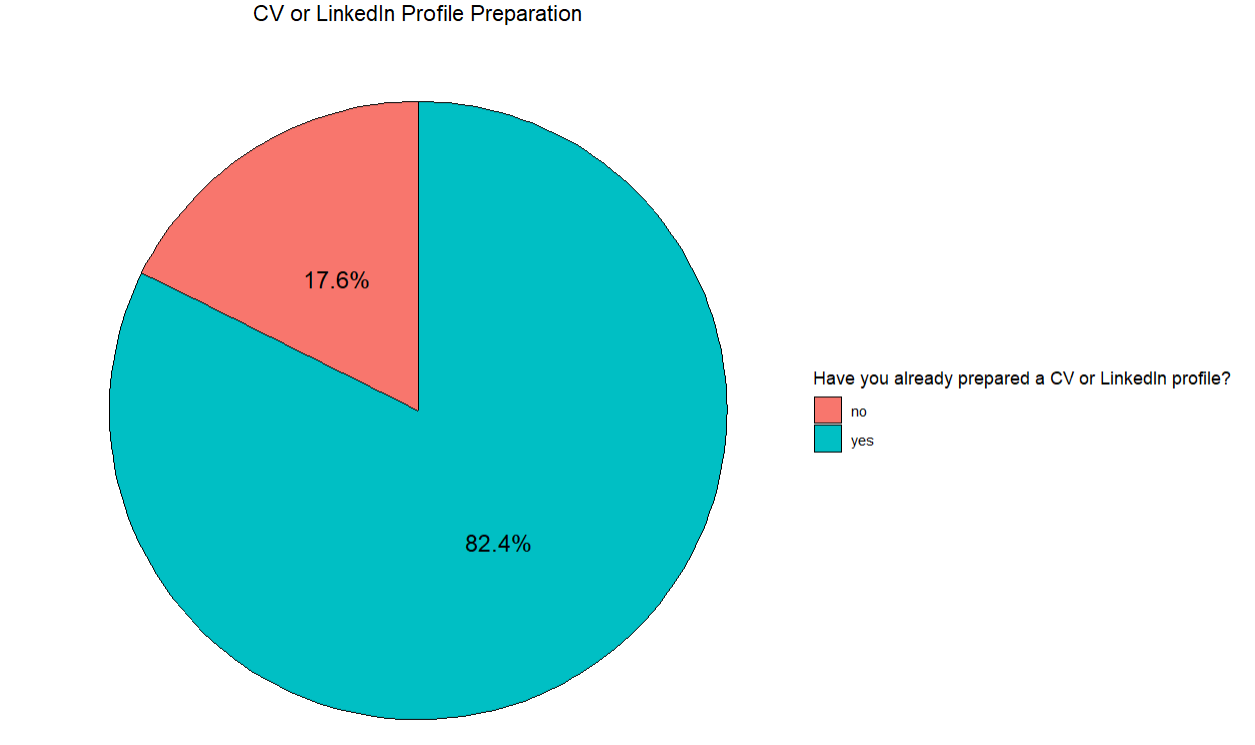 CV or LinkedIn Profile Preparation
17.6%
82.4%
Have you already prepared a CV or LinkedIn profile?
no
yes